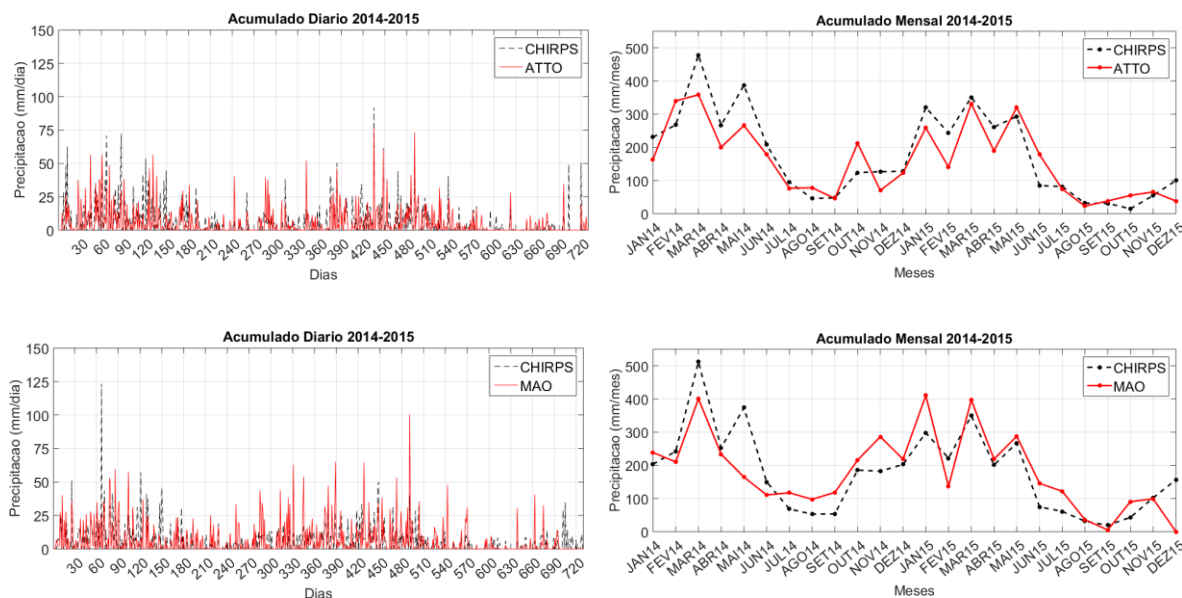 Acumulado Diario 2014-2015
150
125
100
75
50
25
0
Precipitacao (mm/dia)
CHIRPS
ATTO
30 60 90 120 150 180 210 240 270 300 330 360 390 420 450 480 510 540 570 600 630 660 690 720
Dias
Acumulado Mensal 2014-2015
500
400
300
200
100
0
Precipitacao (mm/mes)
CHIRPS
ATTO
JAN14 FEV14 MAR14 ABR14 MAI14 JUN14 JUL14 AGO14 SET14 OUT14 NOV14 DEZ14 JAN15 FEV15 MAR15 ABR15 MAI15 JUN15 JUL15 AGO15 SET15 OUT15 NOV15 DEZ15
Meses
Acumulado Diario 2014-2015
150
125
100
75
50
25
0
Precipitacao (mm/dia)
CHIRPS
MAO
30 60 90 120 150 180 210 240 270 300 330 360 390 420 450 480 510 540 570 600 630 660 690 720
Dias
Acumulado Mensal 2014-2015
500
400
300
200
100
0
Precipitacao (mm/mes)
CHIRPS
MAO
JAN14 FEV14 MAR14 ABR14 MAI14 JUN14 JUL14 AGO14 SET14 OUT14 NOV14 DEZ14 JAN15 FEV15 MAR15 ABR15 MAI15 JUN15 JUL15 AGO15 SET15 OUT15 NOV15 DEZ15
Meses